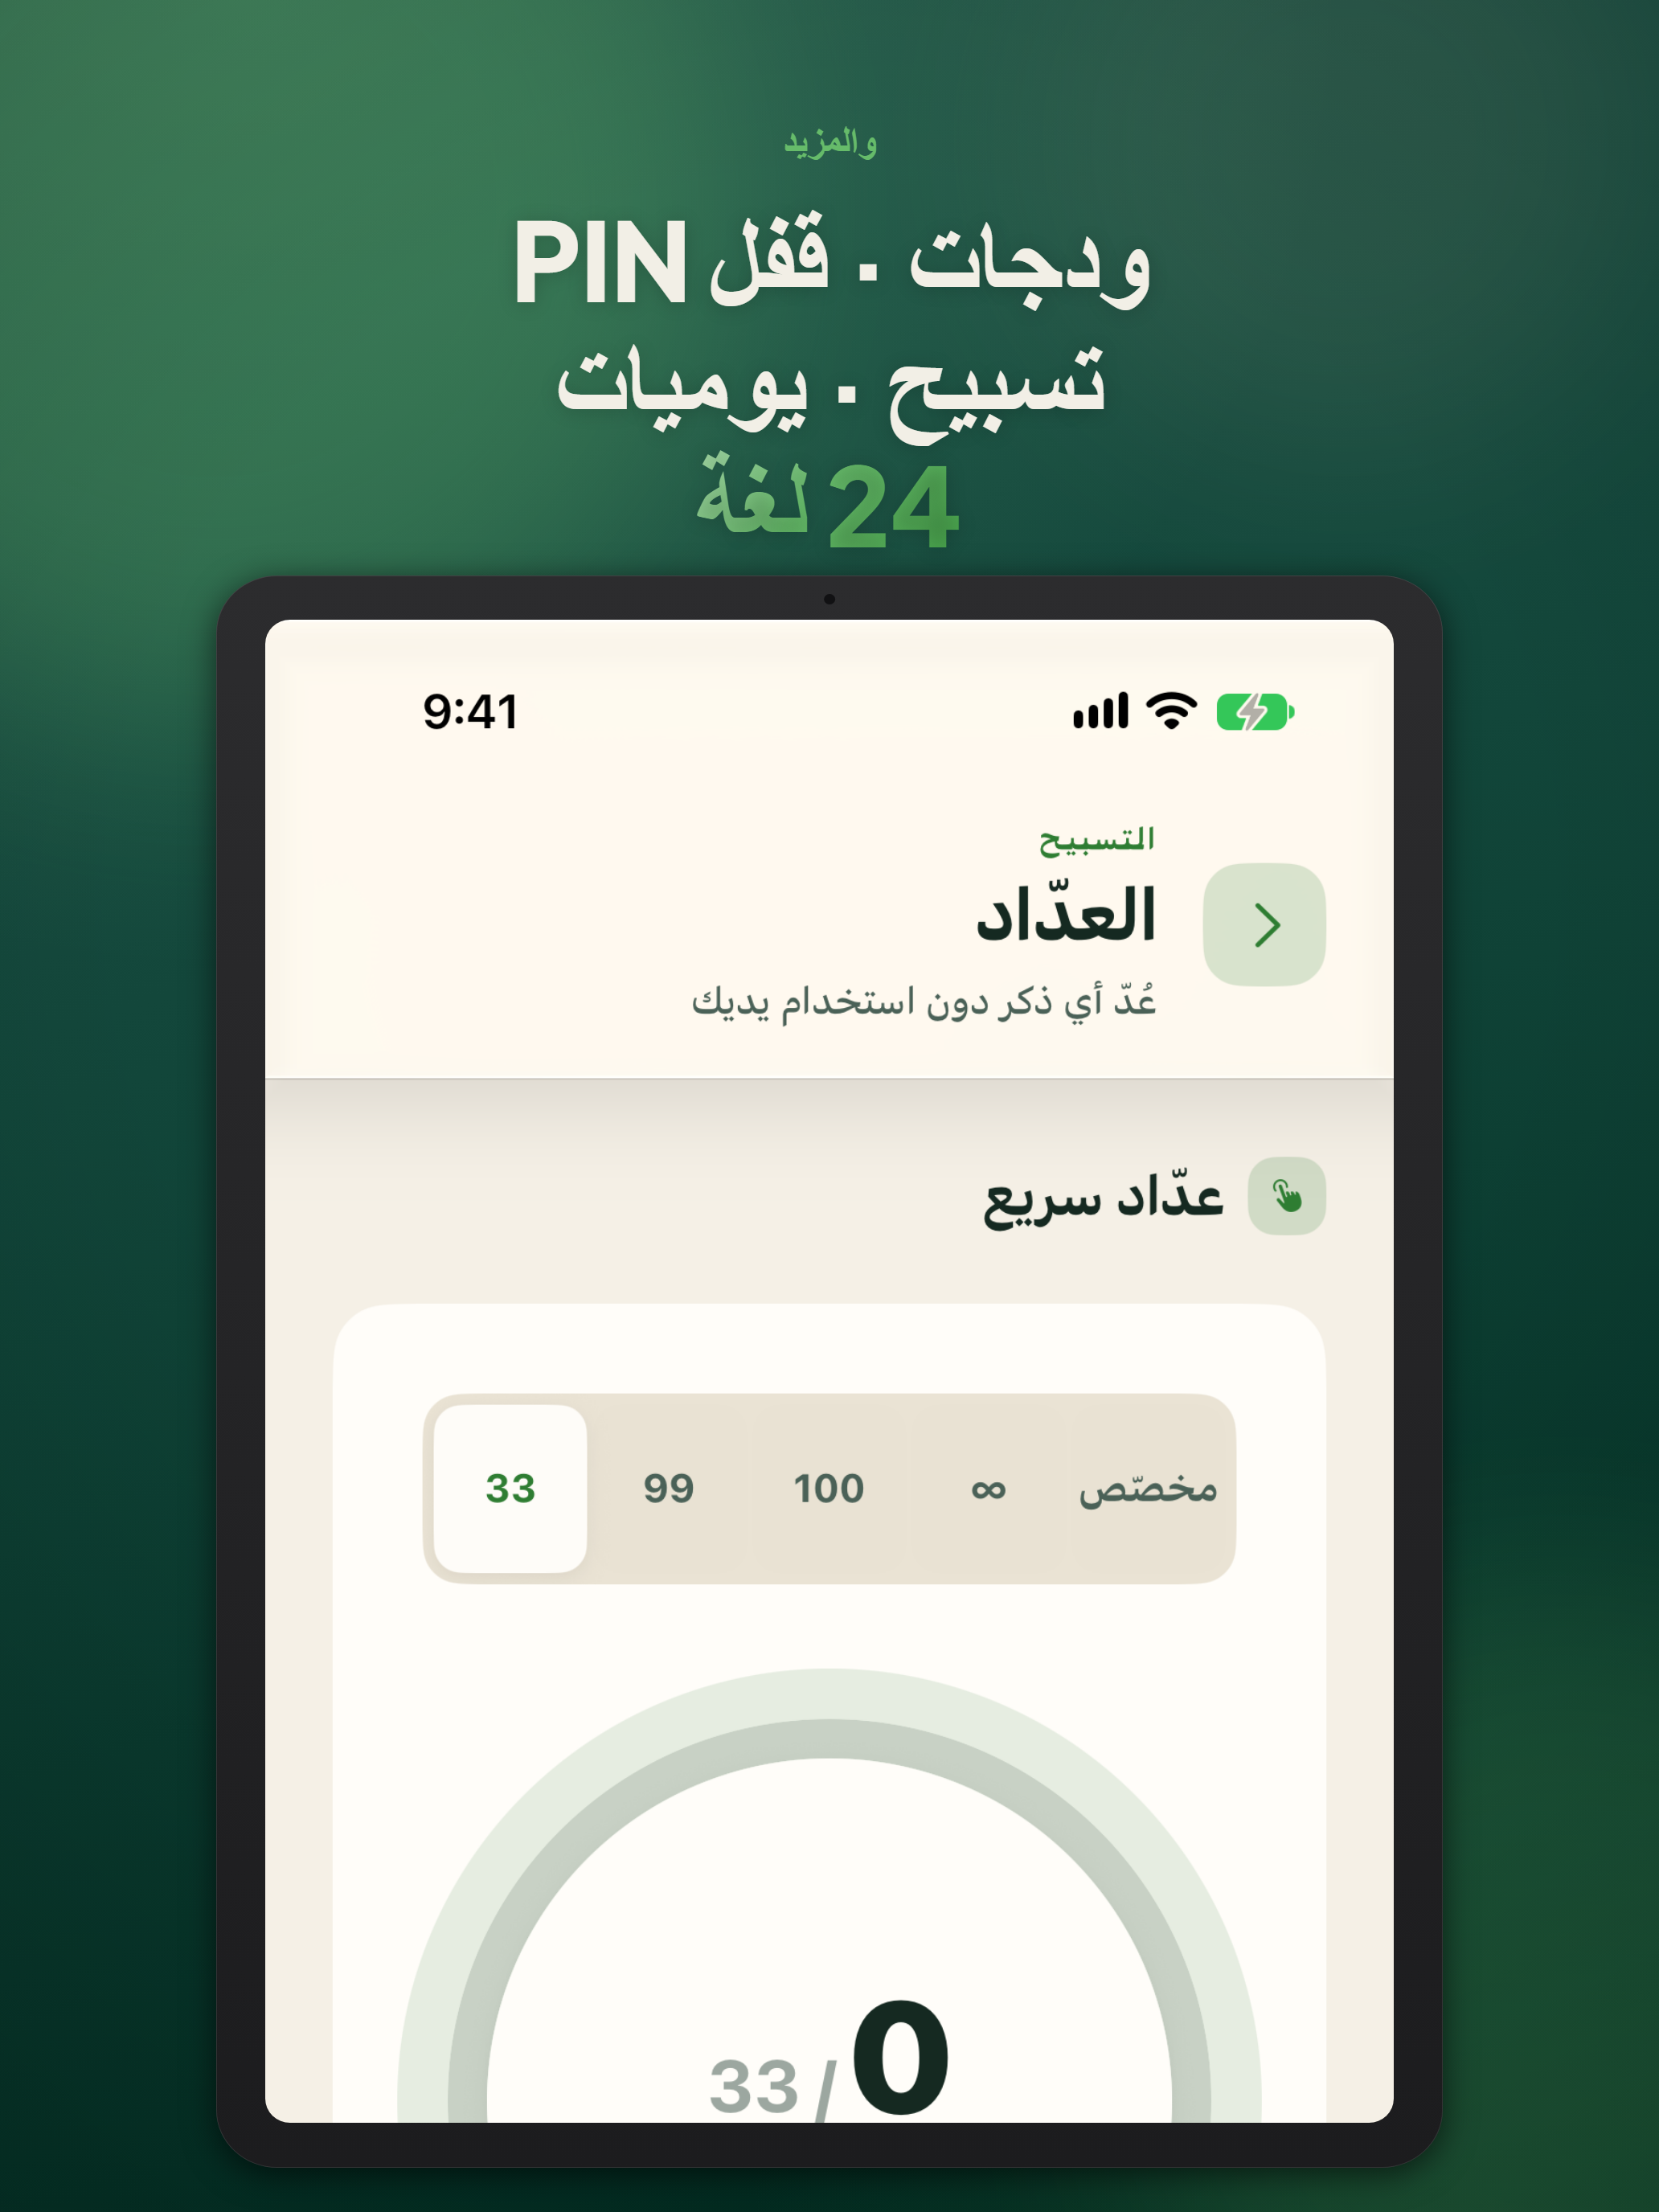 والمزيد
ودجات · قفل PIN
تسبيح · يوميات
24 لغة
9:41
التسبيح
العدّاد
عُدّ أي ذكر دون استخدام يديك
عدّاد سريع
33 99 100 ∞ مخصّص
0 / 33